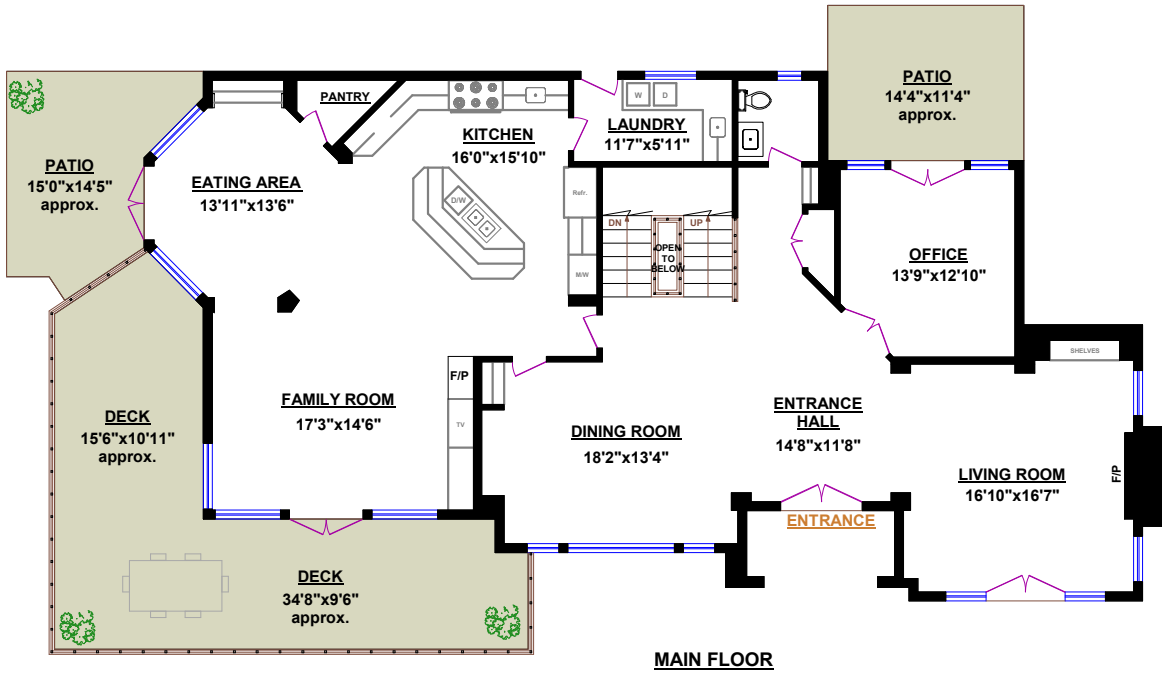 PATIO
14'4"x11'4"
approx.
PANTRY
W
D
KITCHEN
16'0"x15'10"
LAUNDRY
11'7"x5'11"
PATIO
15'0"x14'5"
approx.
EATING AREA
13'11"x13'6"
D/W
Refr.
DN
UP
OPEN
TO
BELOW
M/W
OFFICE
13'9"x12'10"
SHELVES
F/P
FAMILY ROOM
17'3"x14'6"
TV
DECK
15'6"x10'11"
approx.
DINING ROOM
18'2"x13'4"
ENTRANCE
HALL
14'8"x11'8"
LIVING ROOM
16'10"x16'7"
F/P
ENTRANCE
DECK
34'8"x9'6"
approx.
MAIN FLOOR